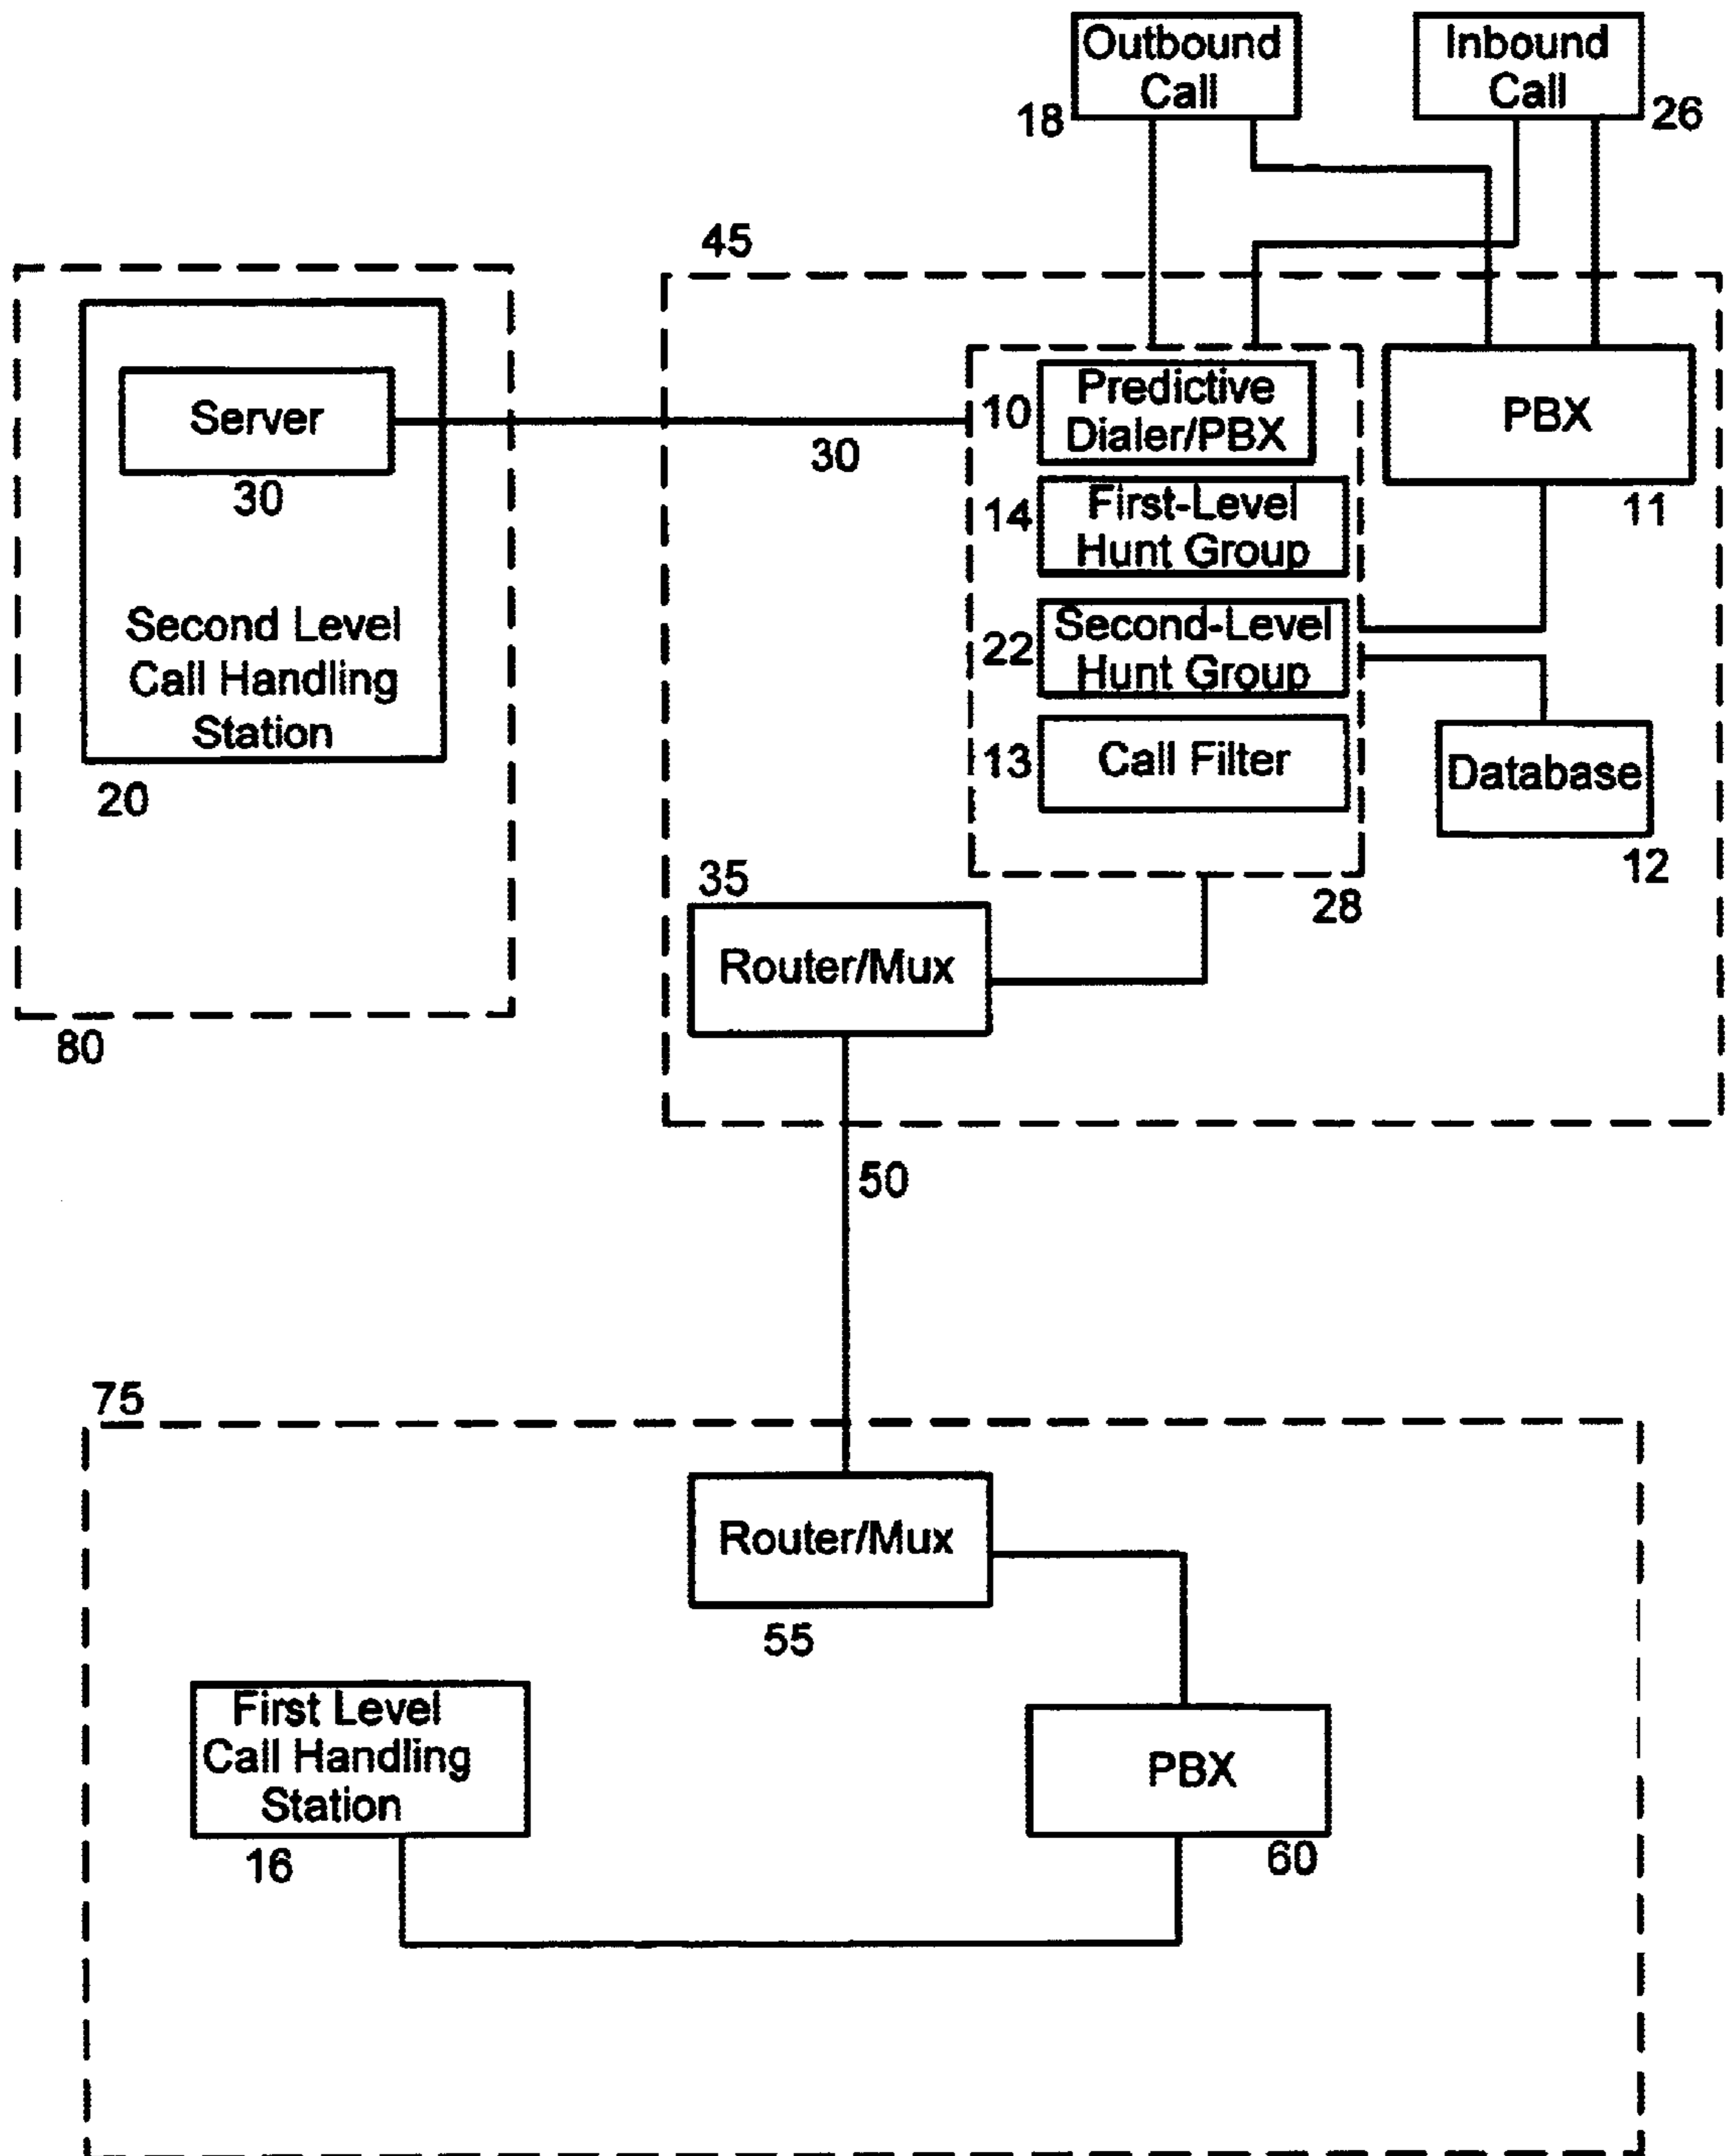 Outbound
Call
18
Inbound
Call
26
45
Server
30
Second Level
Call Handling
Station
20
80
30
10
Predictive
Dialer/PBX
14
First-Level
Hunt Group
22
Second-Level
Hunt Group
13
Call Filter
28
PBX
11
Database
12
35
Router/Mux
50
75
Router/Mux
55
First Level
Call Handling
Station
16
PBX
60